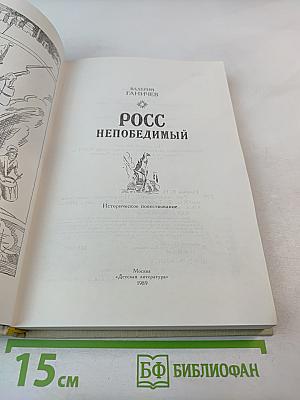 ВАЛЕРИЙ
ГАНИЧЕВ
РОСС
НЕПОБЕДИМЫЙ
Историческое повествование
Москва
«Детская литература»
1989
15 см
БФ БИБЛИОФАН